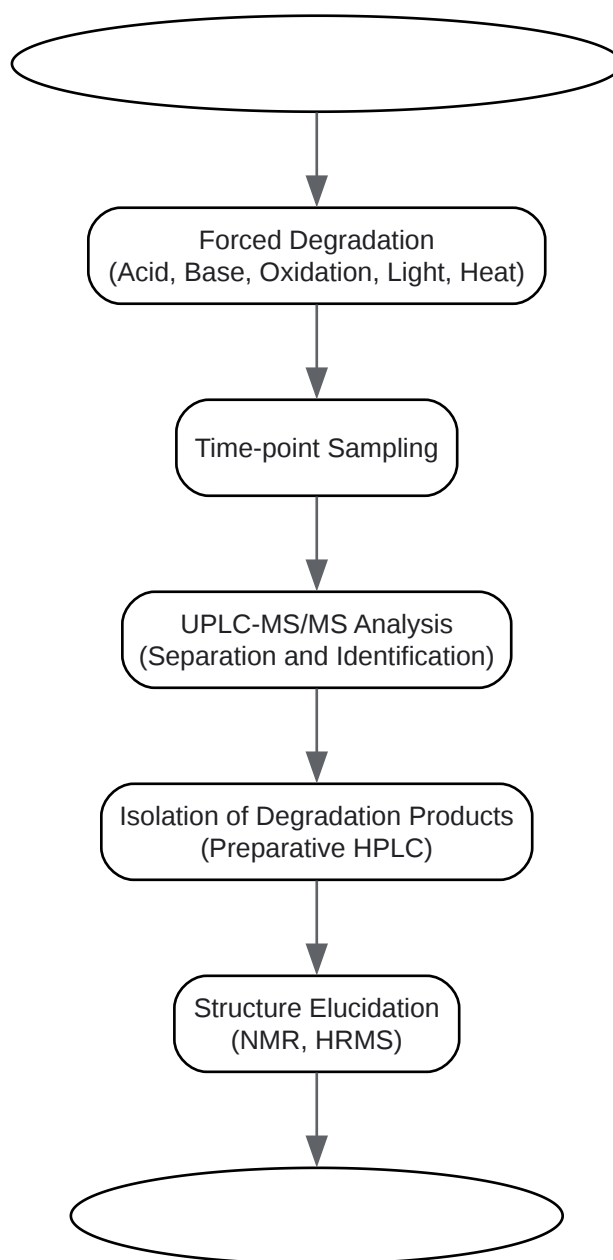 Forced Degradation
(Acid, Base, Oxidation, Light, Heat)
Time-point Sampling
UPLC-MS/MS Analysis
(Separation and Identification)
Isolation of Degradation Products
(Preparative HPLC)
Structure Elucidation
(NMR, HRMS)